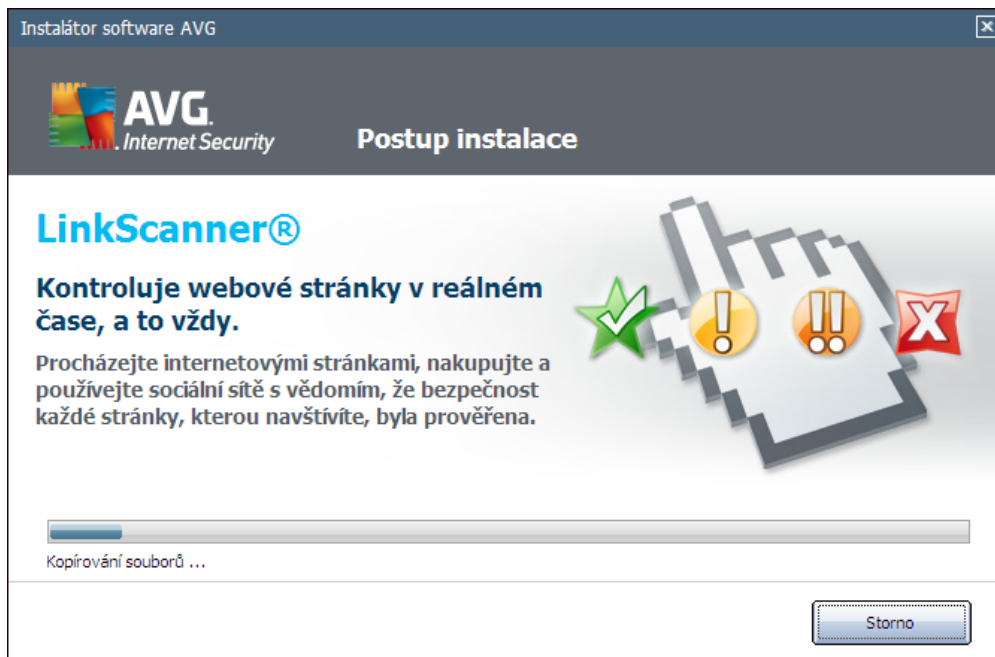 Instalátor software AVG
AVG.
Internet Security
Postup instalace
LinkScanner®
Kontroluje webové stránky v reálném
čase, a to vždy.
Procházejte internetovými stránkami, nakupujte a
používejte sociální sítě s vědomím, že bezpečnost
každé stránky, kterou navštívíte, byla prověřena.
Kopírování souborů ...
Storno